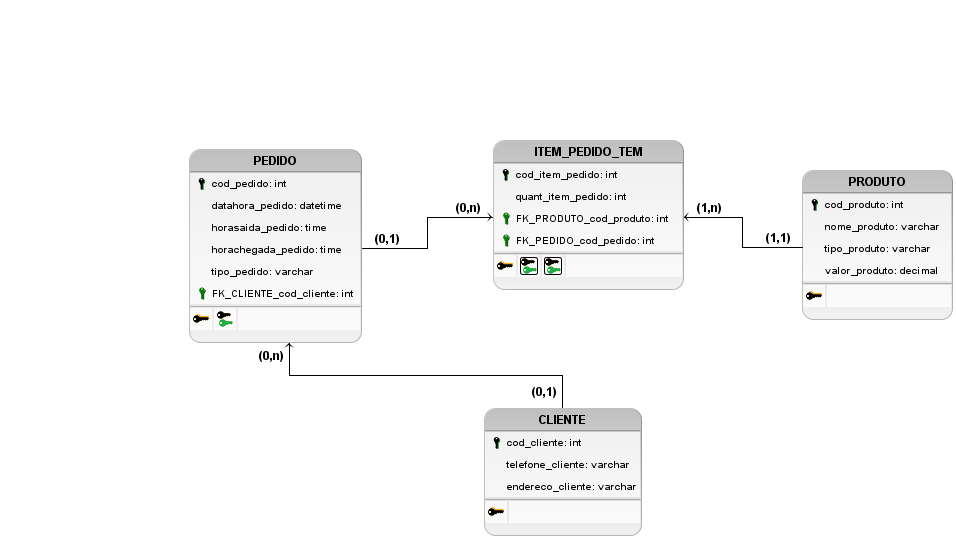 PEDIDO
cod_pedido: int
datahora_pedido: datetime
horasaida_pedido: time
horachegada_pedido: time
tipo_pedido: varchar
FK_CLIENTE_cod_cliente: int
(0,1)
(0,n)
ITEM_PEDIDO_TEM
cod_item_pedido: int
quant_item_pedido: int
FK_PRODUTO_cod_produto: int
FK_PEDIDO_cod_pedido: int
(1,n)
(1,1)
PRODUTO
cod_produto: int
nome_produto: varchar
tipo_produto: varchar
valor_produto: decimal
(0,n)
(0,1)
CLIENTE
cod_cliente: int
telefone_cliente: varchar
endereco_cliente: varchar